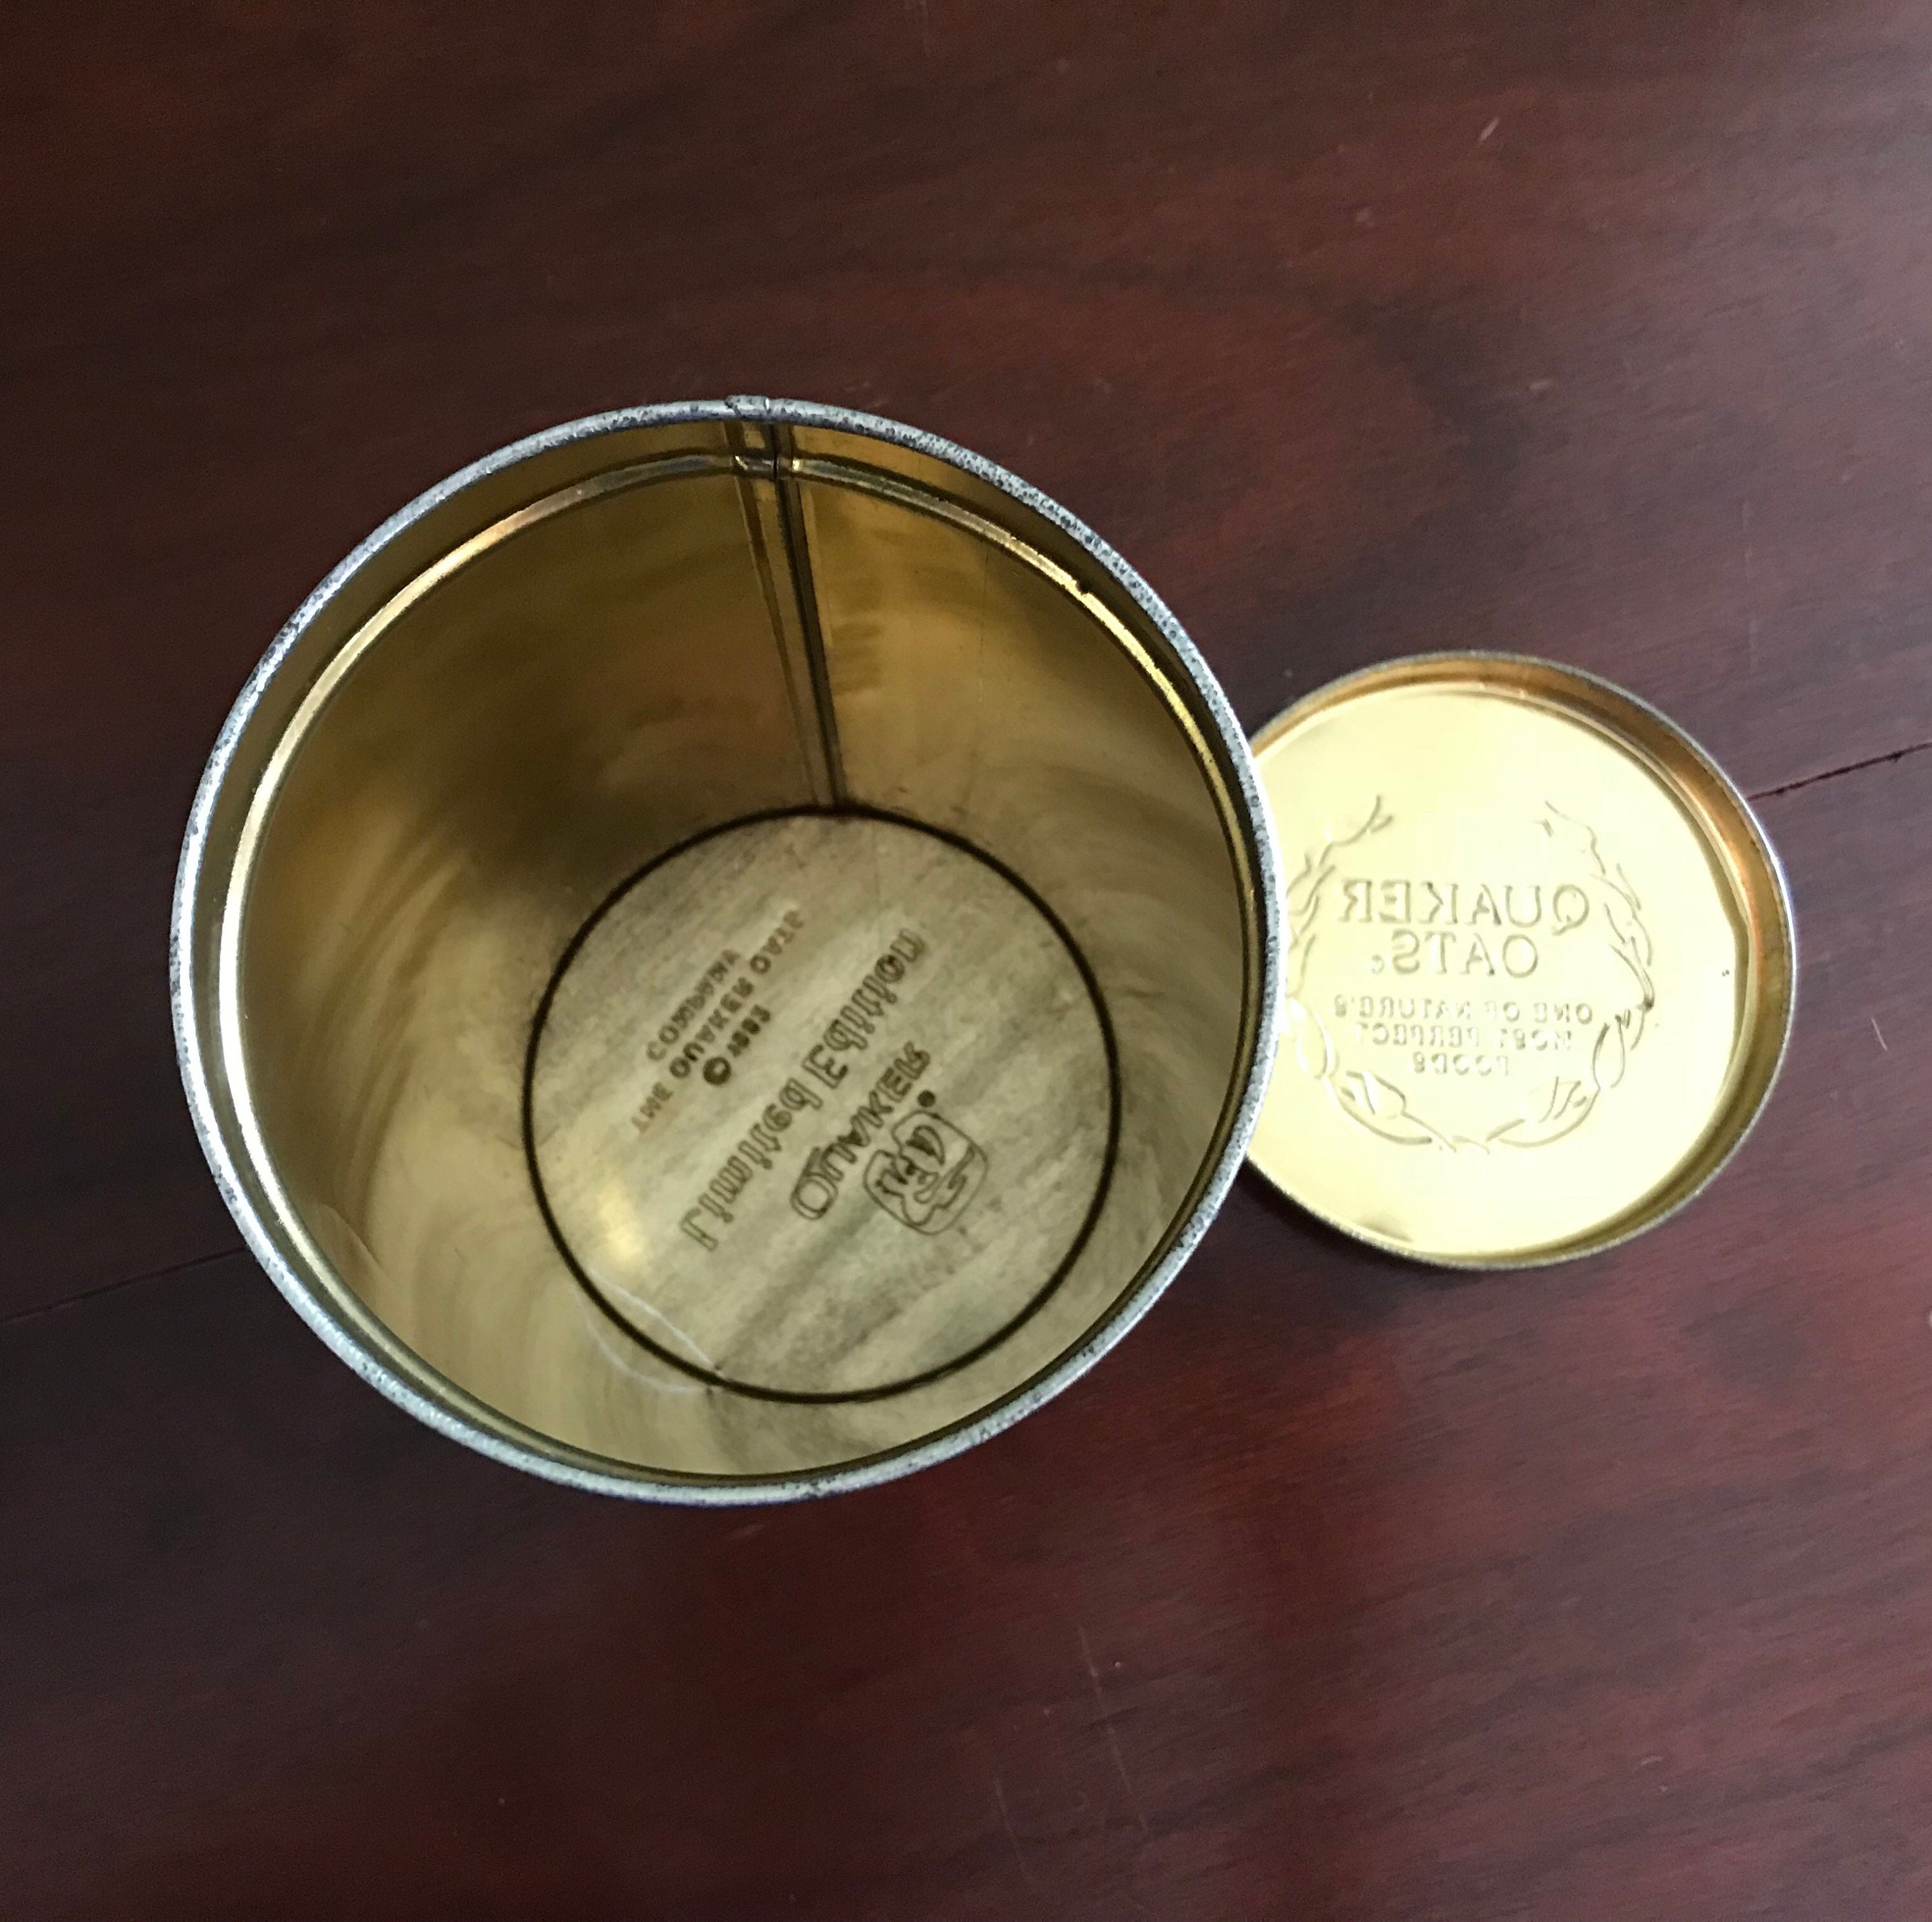 QUAKER
Limited Edition
©
THE QUAKER OATS
COMPANY
QUAKER
OATS
ONE OF NATURE'S
MOST PERFECT
FOODS